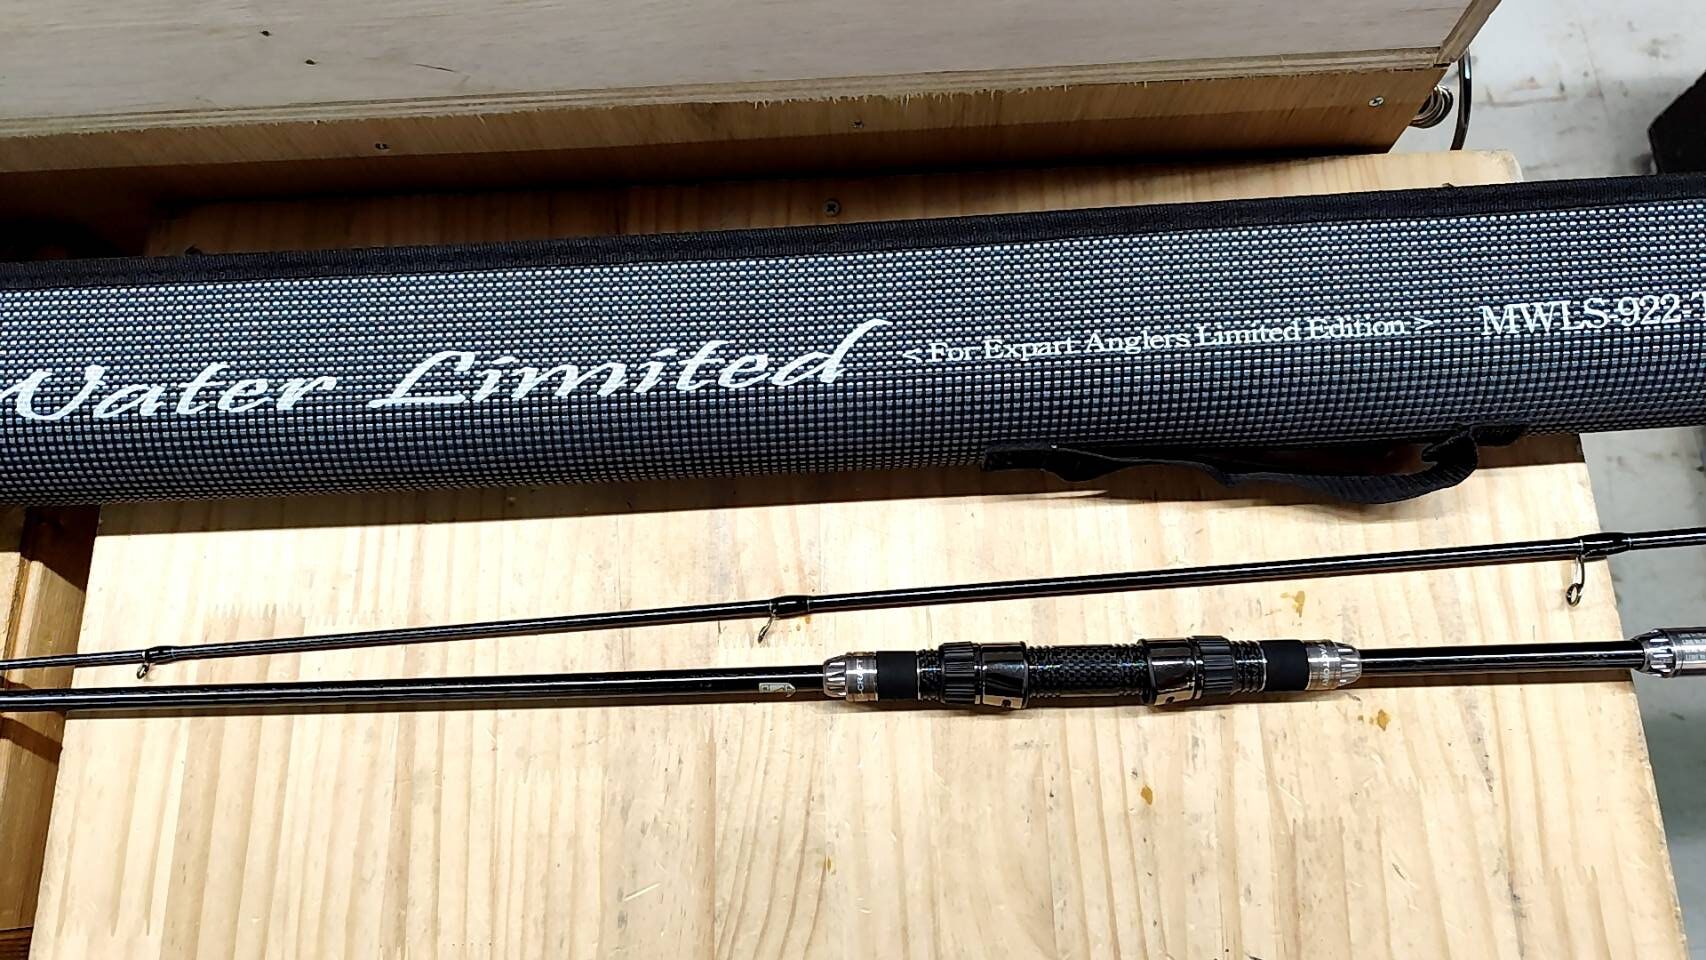 Water Limited <For Expart Anglers Limited Edition> MWLS-922-